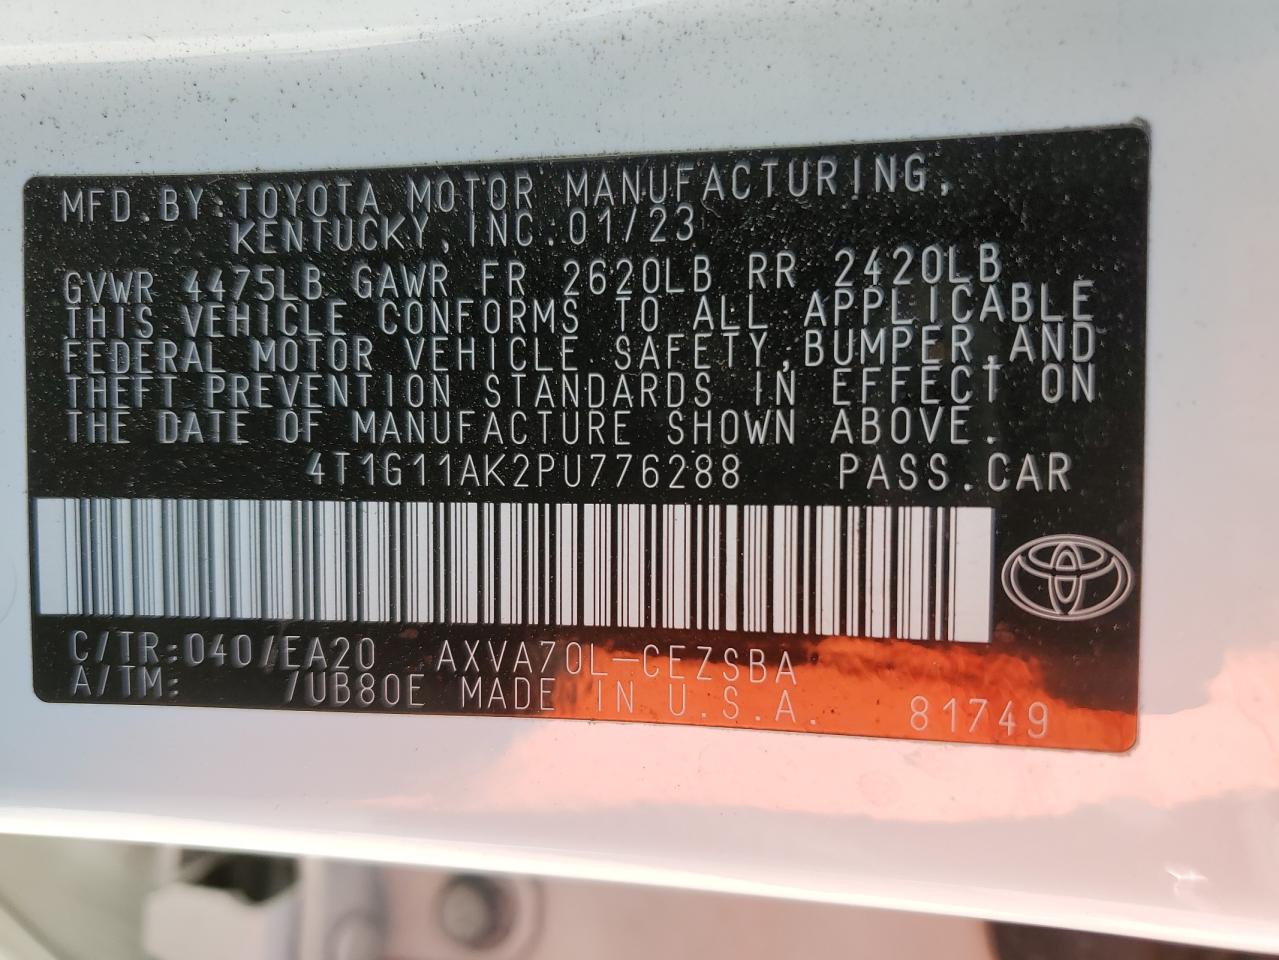 MFD.BY:TOYOTA MOTOR MANUFACTURING,
KENTUCKY,INC.01/23
GVWR 4475LB GAWR FR 2620LB RR 2420LB
THIS VEHICLE CONFORMS TO ALL APPLICABLE
FEDERAL MOTOR VEHICLE SAFETY,BUMPER,AND
THEFT PREVENTION STANDARDS IN EFFECT ON
THE DATE OF MANUFACTURE SHOWN ABOVE.
4T1G11AK2PU776288 PASS.CAR
C/TR:040/EA20 AXVA70L-CEZSBA
A/TM: /UB80E MADE IN U.S.A. 81749